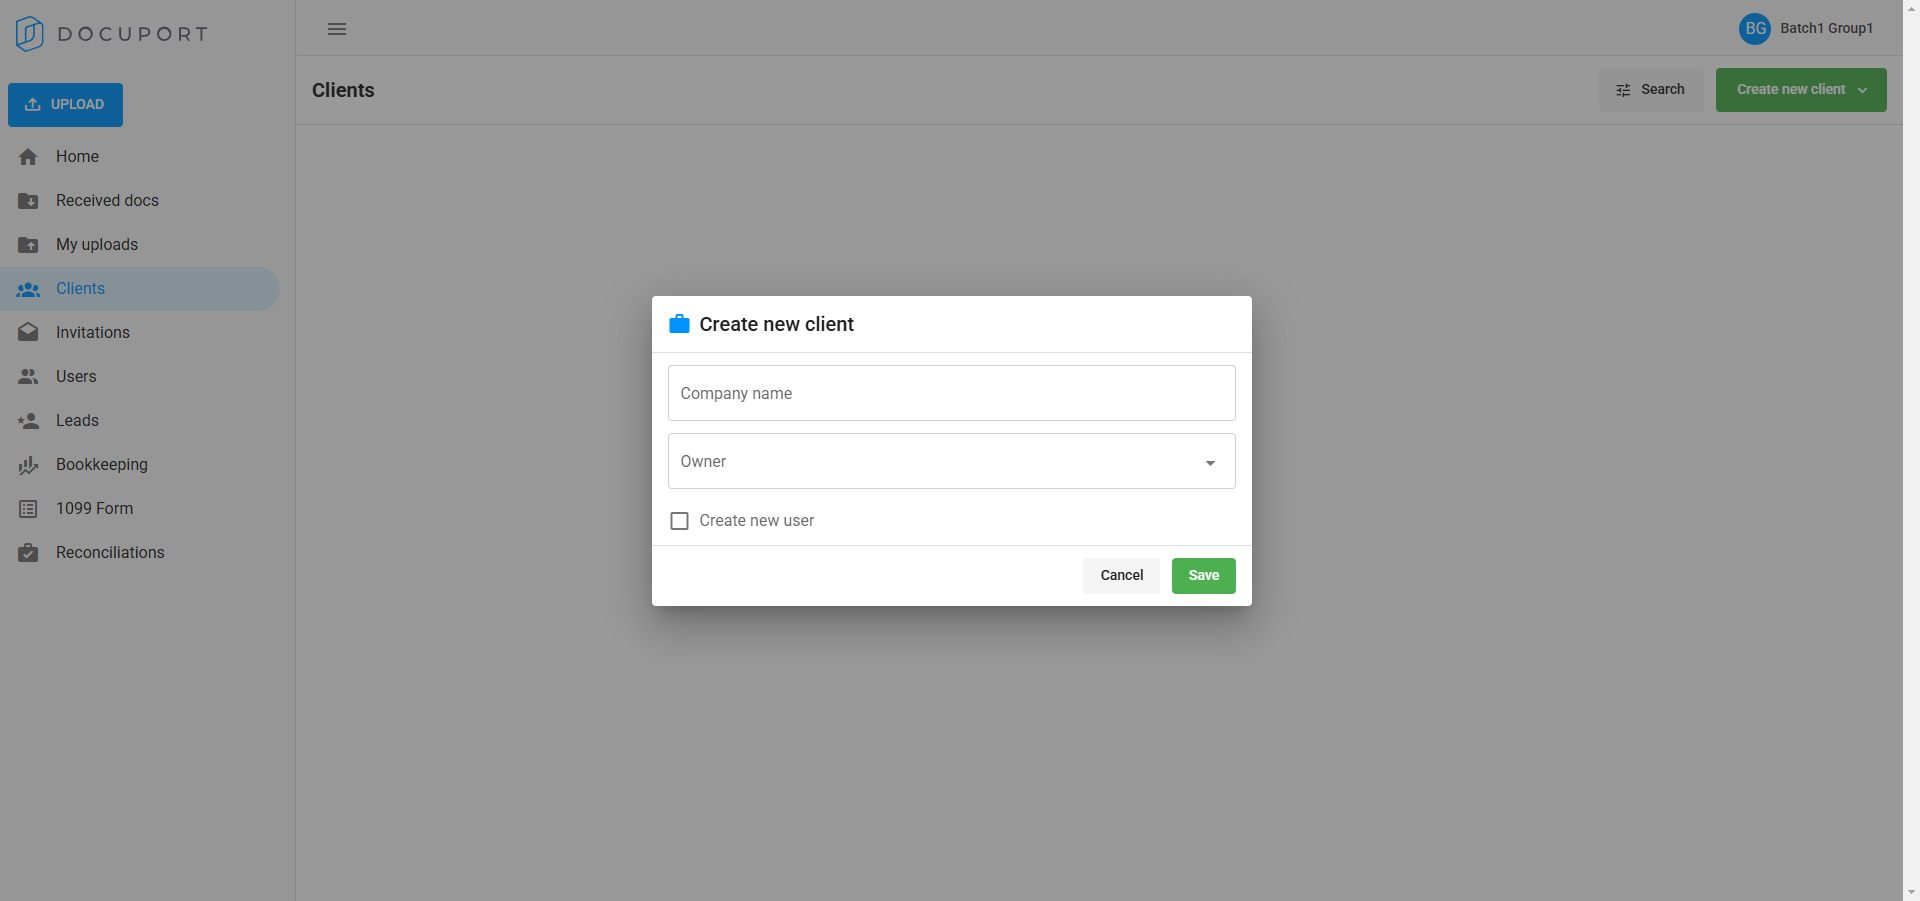 DOCUPORT
BG Batch1 Group1
Clients
Search
Create new client
UPLOAD
Home
Received docs
My uploads
Clients
Invitations
Users
Leads
Bookkeeping
1099 Form
Reconciliations
Create new client
Company name
Owner
Create new user
Cancel
Save